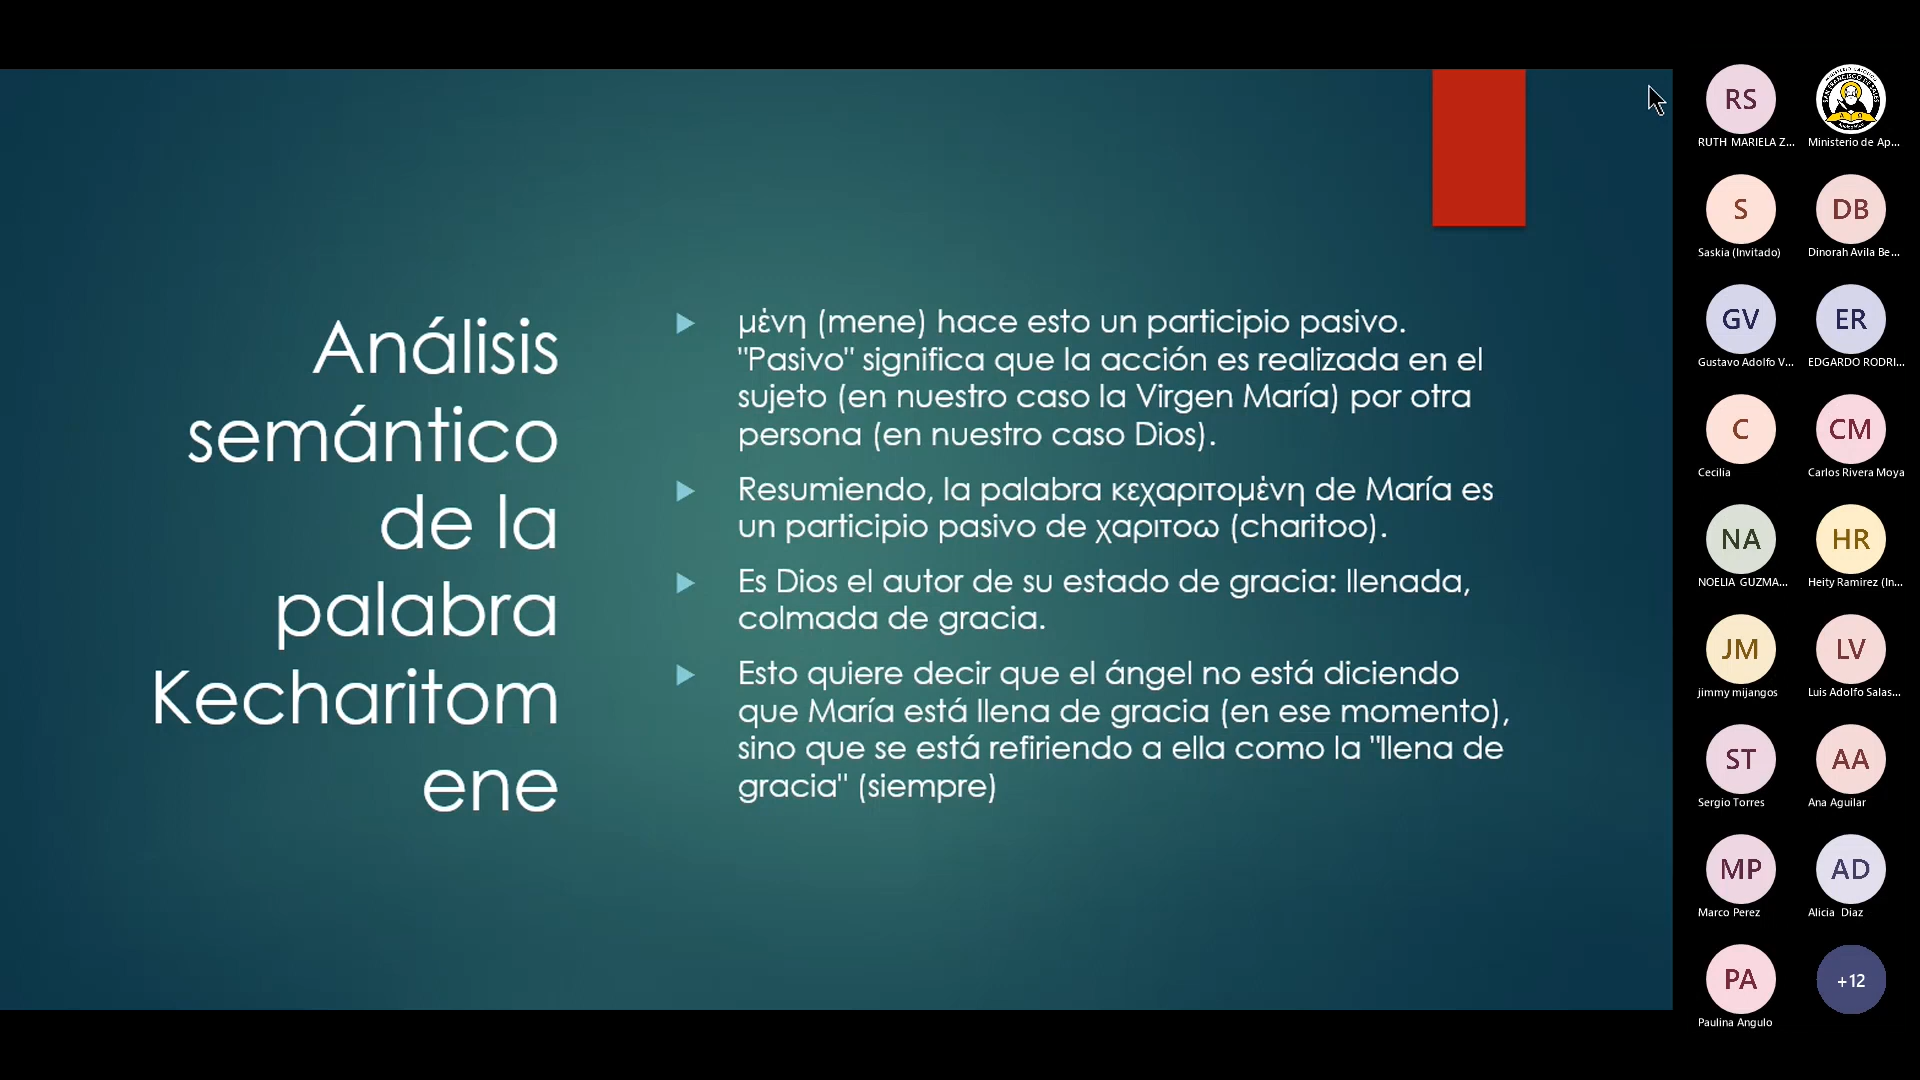 Análisis
semántico
de la
palabra
Kecharitom
ene
μὲνη (mene) hace esto un participio pasivo.
"Pasivo" significa que la acción es realizada en el
sujeto (en nuestro caso la Virgen María) por otra
persona (en nuestro caso Dios).
Resumiendo, la palabra κεχαριτομὲνη de María es
un participio pasivo de χαριτοω (charitoo).
Es Dios el autor de su estado de gracia: llenada,
colmada de gracia.
Esto quiere decir que el ángel no está diciendo
que María está llena de gracia (en ese momento),
sino que se está refiriendo a ella como la "llena de
gracia" (siempre)
RS
RUTH MARIELA Z...
Ministerio de Ap...
S
Saskia (Invitado)
DB
Dinorah Avila Be...
GV
Gustavo Adolfo V...
ER
EDGARDO RODRI...
C
Cecilia
CM
Carlos Rivera Moya
NA
NOELIA GUZMA...
HR
Heity Ramirez (In...
JM
jimmy mijangos
LV
Luis Adolfo Salas...
ST
Sergio Torres
AA
Ana Aguilar
MP
Marco Perez
AD
Alicia Diaz
PA
Paulina Angulo
+12